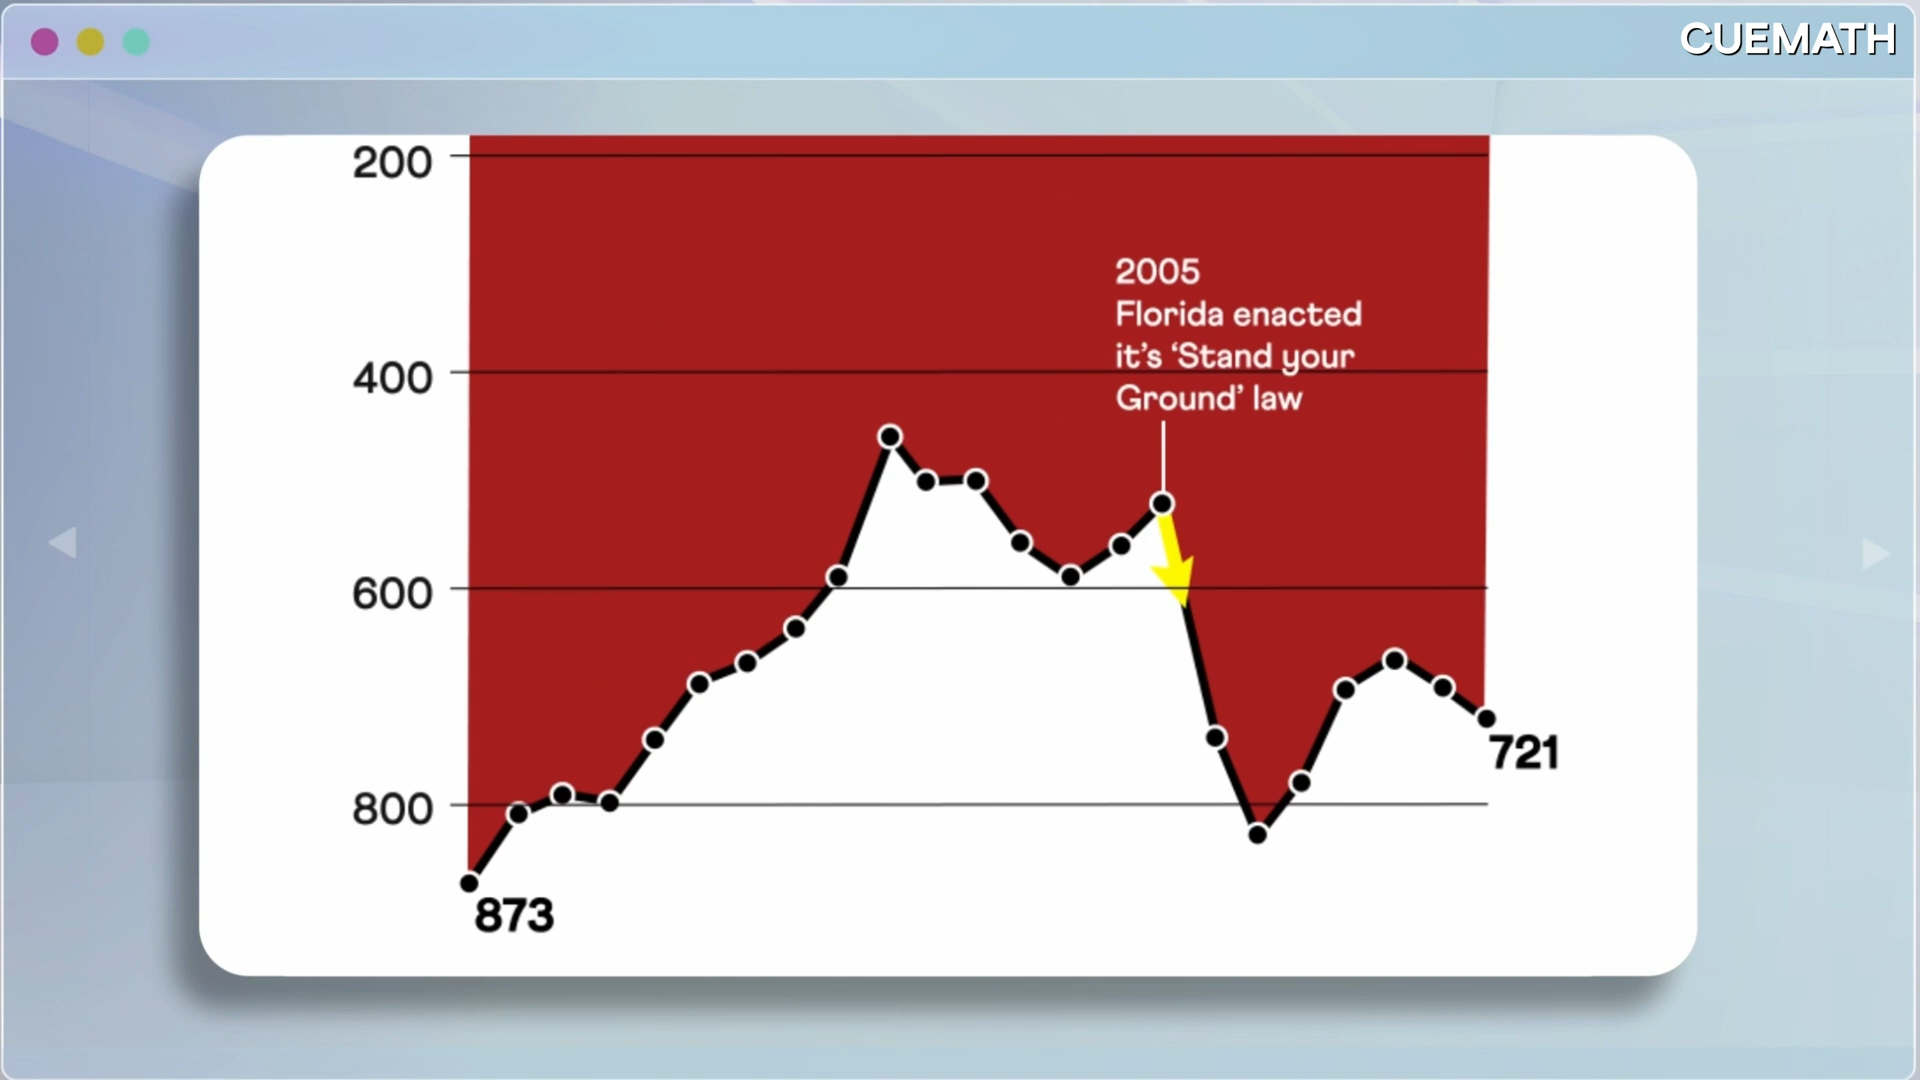 CUEMATH
200
2005
Florida enacted
it's ‘Stand your
Ground’ law
400
600
721
800
873